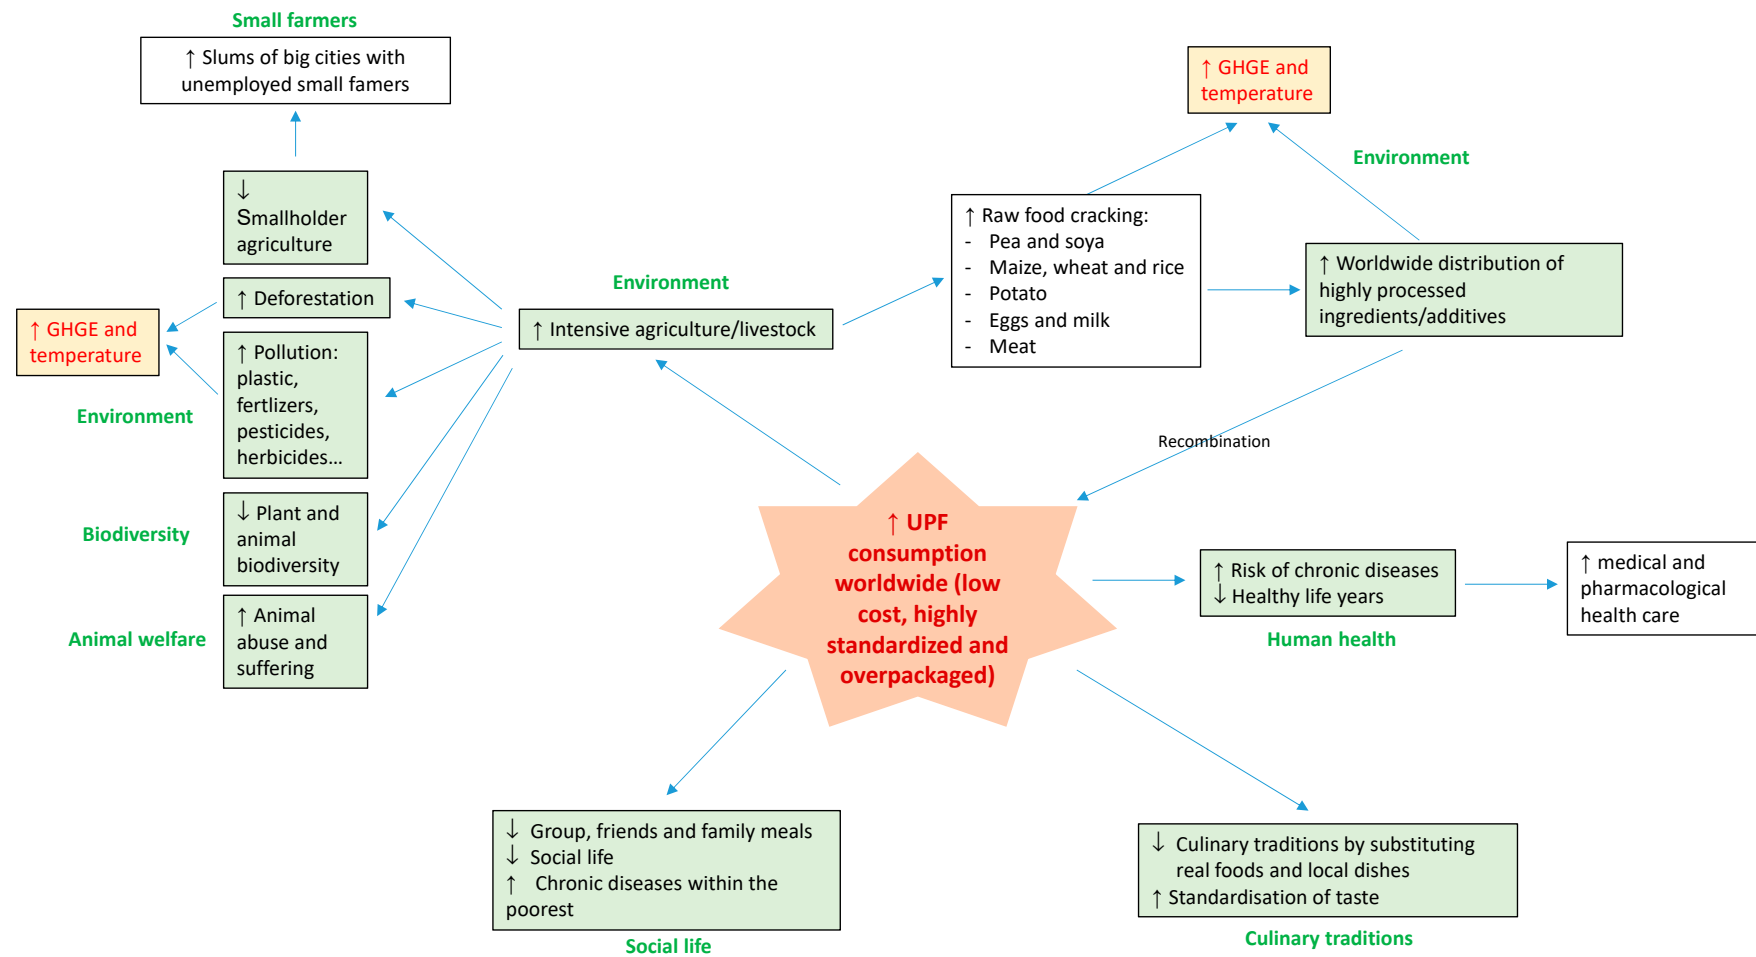 Small farmers
↑ Slums of big cities with
unemployed small famers
↓
Smallholder
agriculture
↑ Deforestation
↑ GHGE and
temperature
↑ Pollution:
plastic,
fertlizers,
pesticides,
herbicides…
Environment
↓ Plant and
animal
biodiversity
Biodiversity
↑ Animal
abuse and
suffering
Animal welfare
Environment
↑ Intensive agriculture/livestock
↑ GHGE and
temperature
Environment
↑ Raw food cracking:
- Pea and soya
- Maize, wheat and rice
- Potato
- Eggs and milk
- Meat
↑ Worldwide distribution of
highly processed
ingredients/additives
Recombination
↑ UPF
consumption
worldwide (low
cost, highly
standardized and
overpackaged)
↑ Risk of chronic diseases
↓ Healthy life years
Human health
↑ medical and
pharmacological
health care
↓ Group, friends and family meals
↓ Social life
↑ Chronic diseases within the
poorest
Social life
↓ Culinary traditions by substituting
real foods and local dishes
↑ Standardisation of taste
Culinary traditions